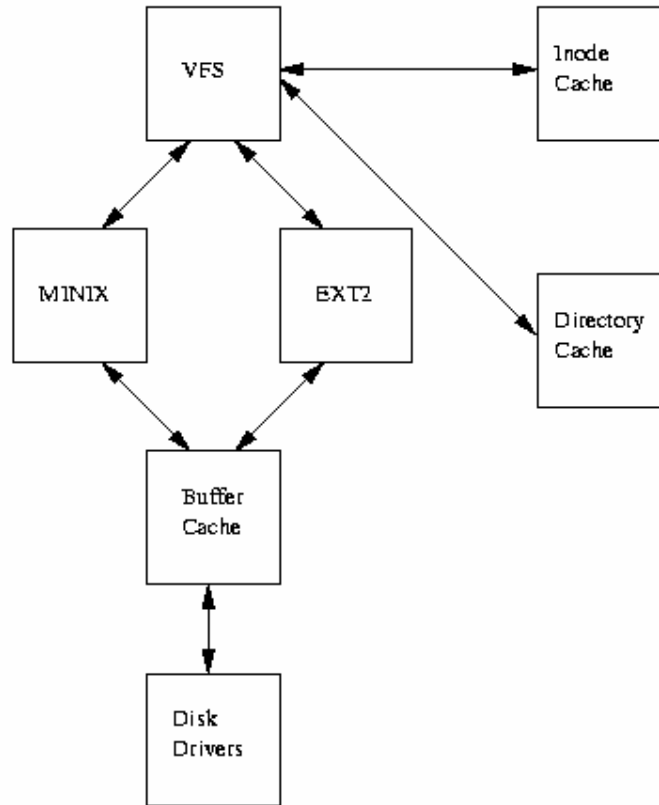 VFS
Inode
Cache
MINIX
EXT2
Directory
Cache
Buffer
Cache
Disk
Drivers